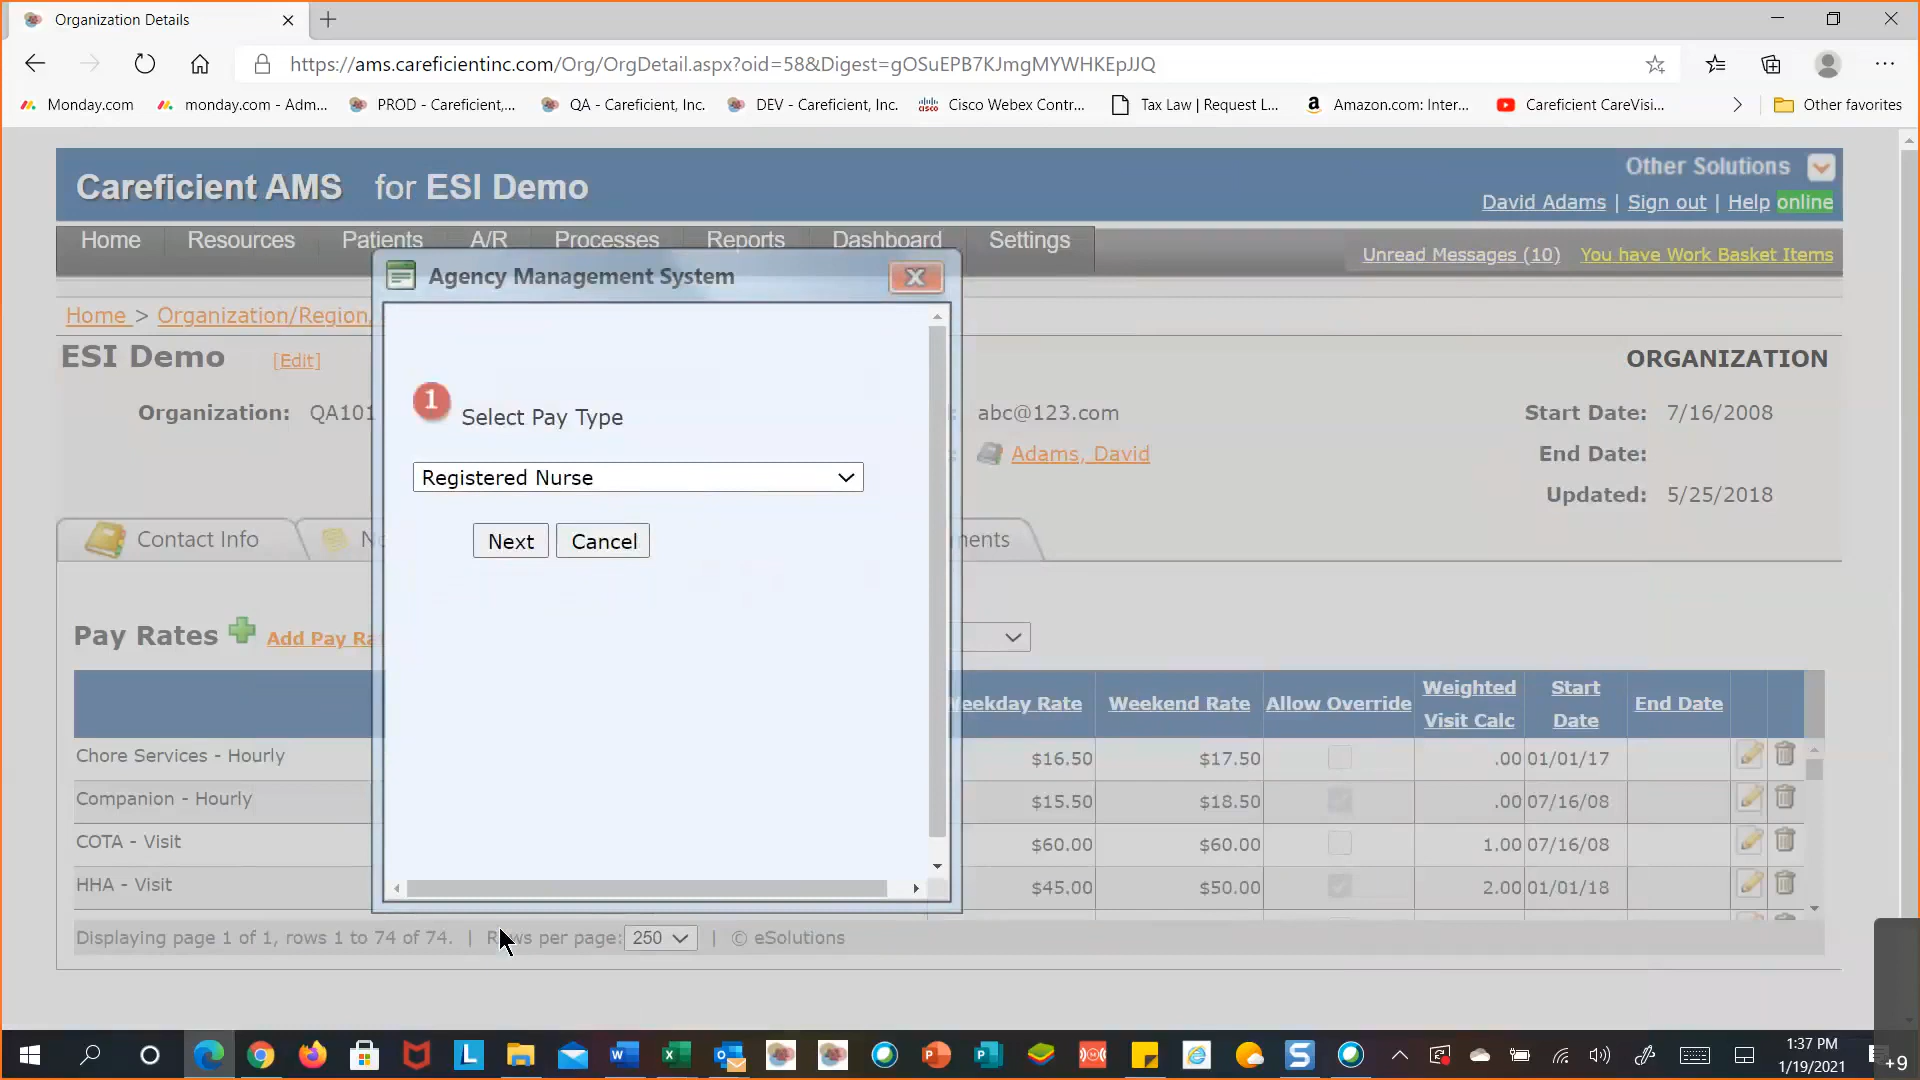 Organization Details
https://ams.careficientinc.com/Org/OrgDetail.aspx?oid=58&Digest=gOSuEPB7KJmgMYWHKEpJJQ
Monday.com
monday.com - Adm...
PROD - Careficient,...
QA - Careficient, Inc.
DEV - Careficient, Inc.
Cisco Webex Contr...
Tax Law | Request L...
Amazon.com: Inter...
Careficient CareVisi...
Other favorites
Careficient AMS for ESI Demo
Other Solutions
David Adams | Sign out | Help online
Home Resources Patients A/R Processes Reports Dashboard Settings
Unread Messages (10) You have Work Basket Items
Agency Management System
Home > Organization/Region
ESI Demo [Edit]
ORGANIZATION
Organization: QA101
abc@123.com
Start Date: 7/16/2008
Adams, David
End Date:
Updated: 5/25/2018
1 Select Pay Type
Registered Nurse
Next Cancel
Contact Info
Pay Rates Add Pay Ra
Weekday Rate Weekend Rate Allow Override Weighted Visit Calc Start Date End Date
Chore Services - Hourly $16.50 $17.50 .00 01/01/17
Companion - Hourly $15.50 $18.50 .00 07/16/08
COTA - Visit $60.00 $60.00 1.00 07/16/08
HHA - Visit $45.00 $50.00 2.00 01/01/18
Displaying page 1 of 1, rows 1 to 74 of 74. | Rows per page: 250 | © eSolutions
1:37 PM
1/19/2021
+9